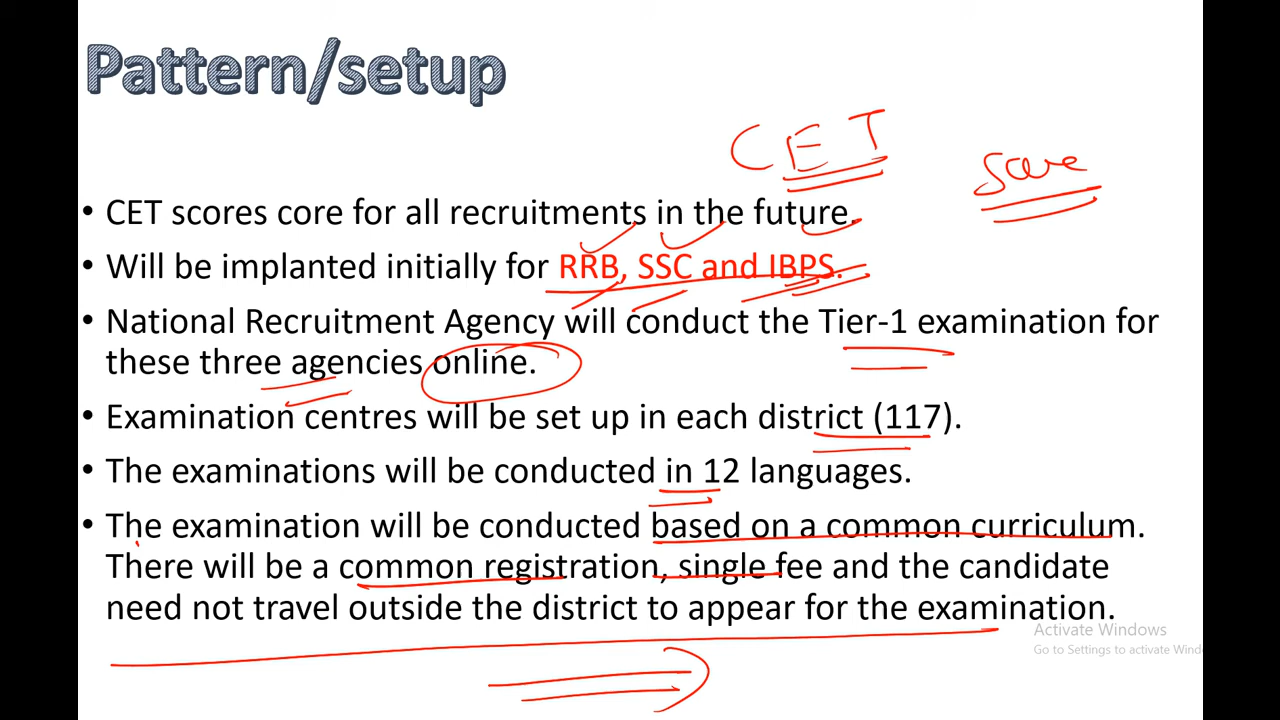 Pattern/setup
CET
Score
• CET scores core for all recruitments in the future.
• Will be implanted initially for RRB, SSC and IBPS.
• National Recruitment Agency will conduct the Tier-1 examination for
these three agencies online.
• Examination centres will be set up in each district (117).
• The examinations will be conducted in 12 languages.
• The examination will be conducted based on a common curriculum.
There will be a common registration, single fee and the candidate
need not travel outside the district to appear for the examination.
Activate Windows
Go to Settings to activate Wind